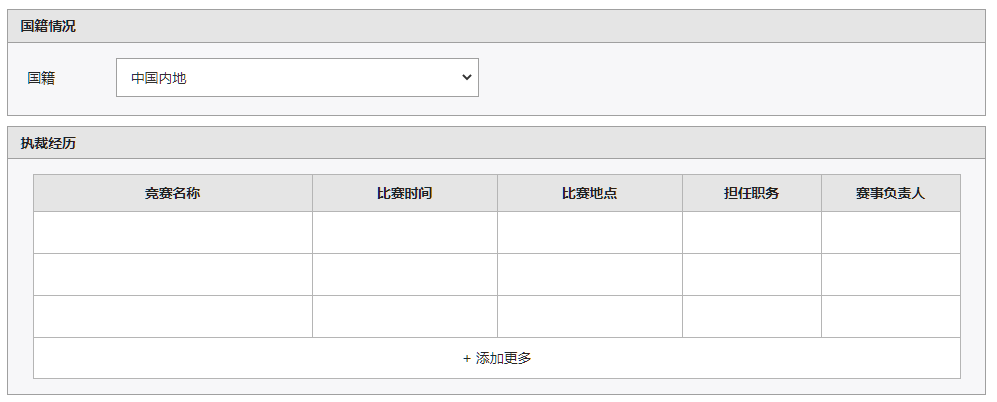 国籍情况
国籍
中国内地
执裁经历
竞赛名称 比赛时间 比赛地点 担任职务 赛事负责人
+ 添加更多